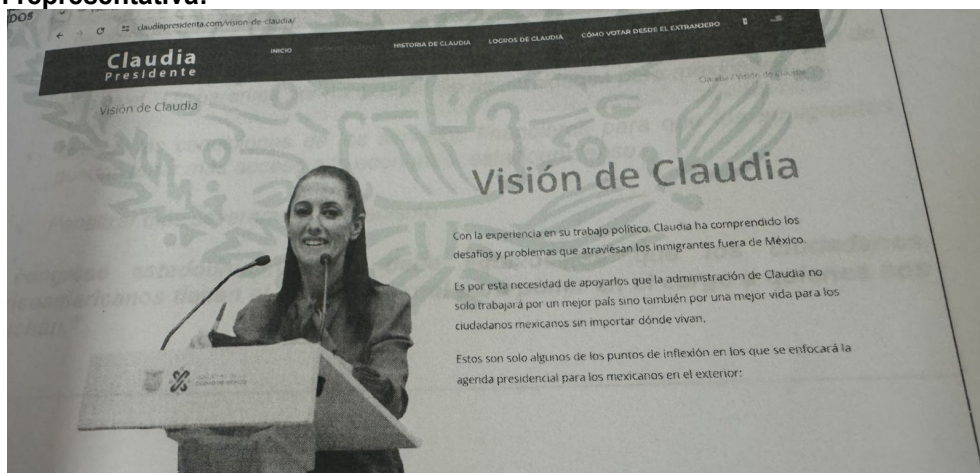 representativa.
DOS
claudiapresidenta.com/vision-de-claudia/
Claudia
Presidente
INICIO
HISTORIA DE CLAUDIA
LOGROS DE CLAUDIA
CÓMO VOTAR DESDE EL EXTRANJERO
Visión de Claudia
Visión de Claudia
Con la experiencia en su trabajo político, Claudia ha comprendido los
desafíos y problemas que atraviesan los inmigrantes fuera de México.
Es por esta necesidad de apoyarlos que la administración de Claudia no
solo trabajará por un mejor país sino también por una mejor vida para los
ciudadanos mexicanos sin importar dónde vivan.
Estos son solo algunos de los puntos de inflexión en los que se enfocará la
agenda presidencial para los mexicanos en el exterior: